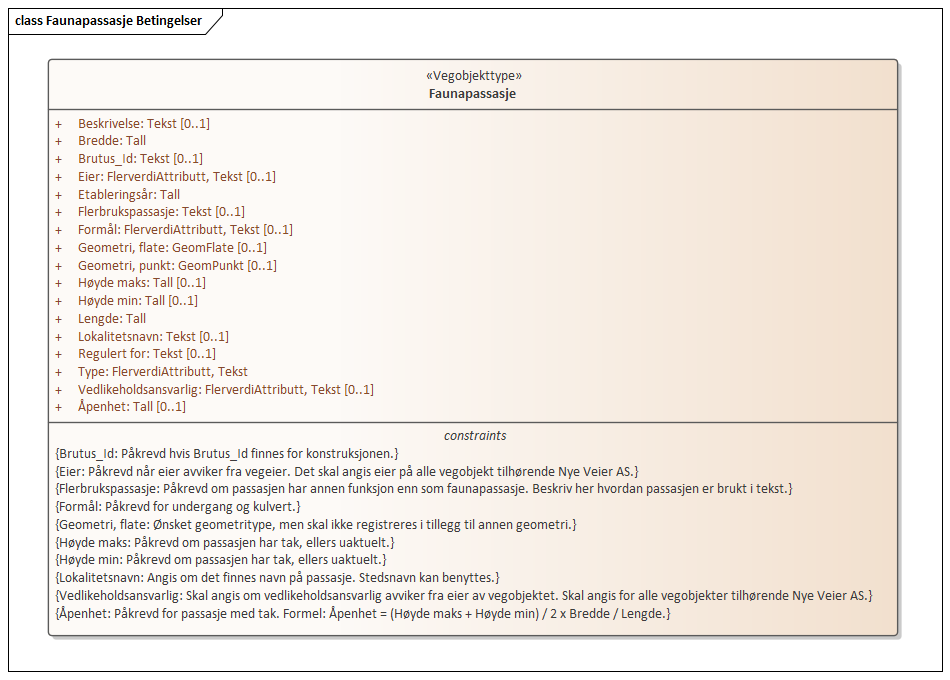 class Faunapassasje Betingelser
«Vegobjekttype»
Faunapassasje
+ Beskrivelse: Tekst [0..1]
+ Bredde: Tall
+ Brutus_Id: Tekst [0..1]
+ Eier: FlerverdiAttributt, Tekst [0..1]
+ Etableringsår: Tall
+ Flerbrukspassasje: Tekst [0..1]
+ Formål: FlerverdiAttributt, Tekst [0..1]
+ Geometri, flate: GeomFlate [0..1]
+ Geometri, punkt: GeomPunkt [0..1]
+ Høyde maks: Tall [0..1]
+ Høyde min: Tall [0..1]
+ Lengde: Tall
+ Lokalitetsnavn: Tekst [0..1]
+ Regulert for: Tekst [0..1]
+ Type: FlerverdiAttributt, Tekst
+ Vedlikeholdsansvarlig: FlerverdiAttributt, Tekst [0..1]
+ Åpenhet: Tall [0..1]
constraints
{Brutus_Id: Påkrevd hvis Brutus_Id finnes for konstruksjonen.}
{Eier: Påkrevd når eier avviker fra vegeier. Det skal angis eier på alle vegobjekt tilhørende Nye Veier AS.}
{Flerbrukspassasje: Påkrevd om passasjen har annen funksjon enn som faunapassasje. Beskriv her hvordan passasjen er brukt i tekst.}
{Formål: Påkrevd for undergang og kulvert.}
{Geometri, flate: Ønsket geometritype, men skal ikke registreres i tillegg til annen geometri.}
{Høyde maks: Påkrevd om passasjen har tak, ellers uaktuelt.}
{Høyde min: Påkrevd om passasjen har tak, ellers uaktuelt.}
{Lokalitetsnavn: Angis om det finnes navn på passasje. Stedsnavn kan benyttes.}
{Vedlikeholdsansvarlig: Skal angis om vedlikeholdsansvarlig avviker fra eier av vegobjektet. Skal angis for alle vegobjekter tilhørende Nye Veier AS.}
{Åpenhet: Påkrevd for passasje med tak. Formel: Åpenhet = (Høyde maks + Høyde min) / 2 x Bredde / Lengde.}